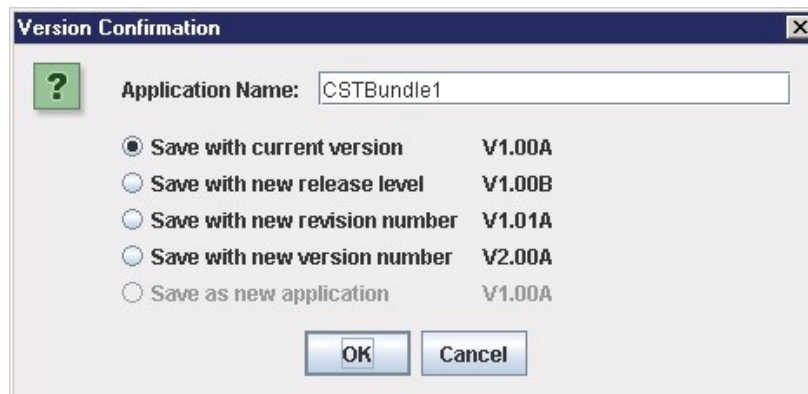 Version Confirmation
?
Application Name: CSTBundle1
Save with current version V1.00A
Save with new release level V1.00B
Save with new revision number V1.01A
Save with new version number V2.00A
Save as new application V1.00A
OK Cancel